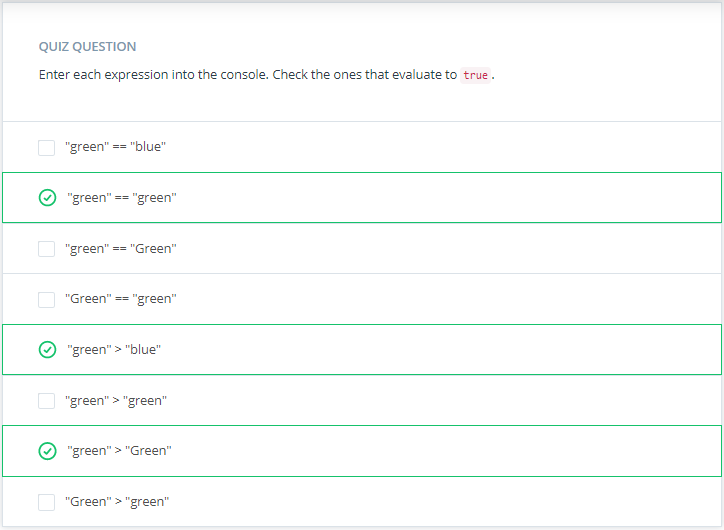 QUIZ QUESTION
Enter each expression into the console. Check the ones that evaluate to true.
"green" == "blue"
"green" == "green"
"green" == "Green"
"Green" == "green"
"green" > "blue"
"green" > "green"
"green" > "Green"
"Green" > "green"